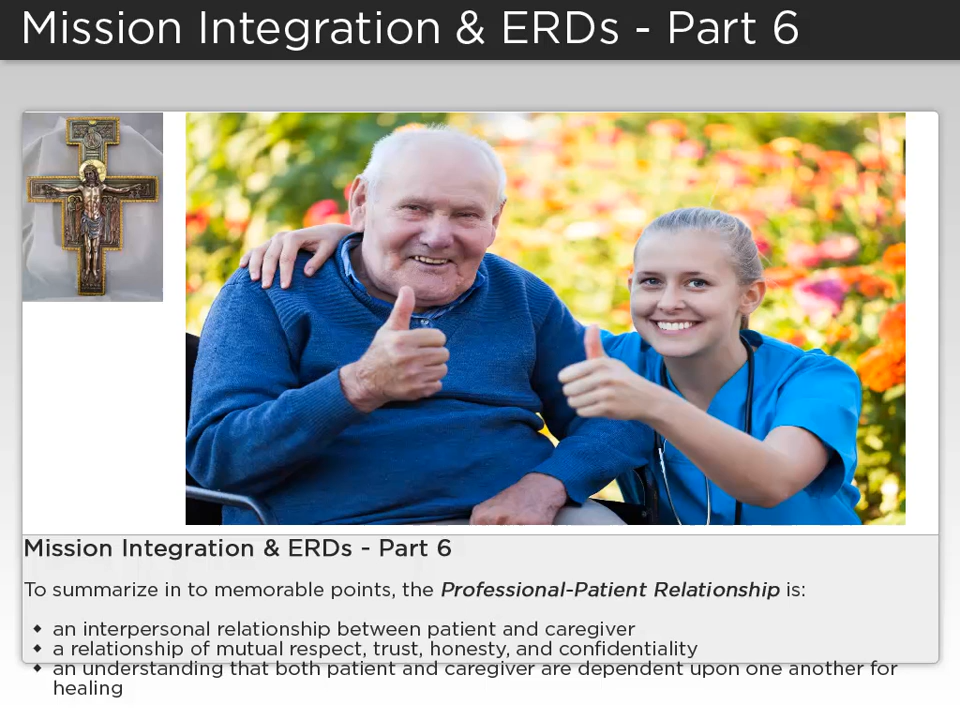 Mission Integration & ERDs - Part 6
Mission Integration & ERDs - Part 6
To summarize in to memorable points, the Professional-Patient Relationship is:
◆ an interpersonal relationship between patient and caregiver
◆ a relationship of mutual respect, trust, honesty, and confidentiality
◆ an understanding that both patient and caregiver are dependent upon one another for
healing